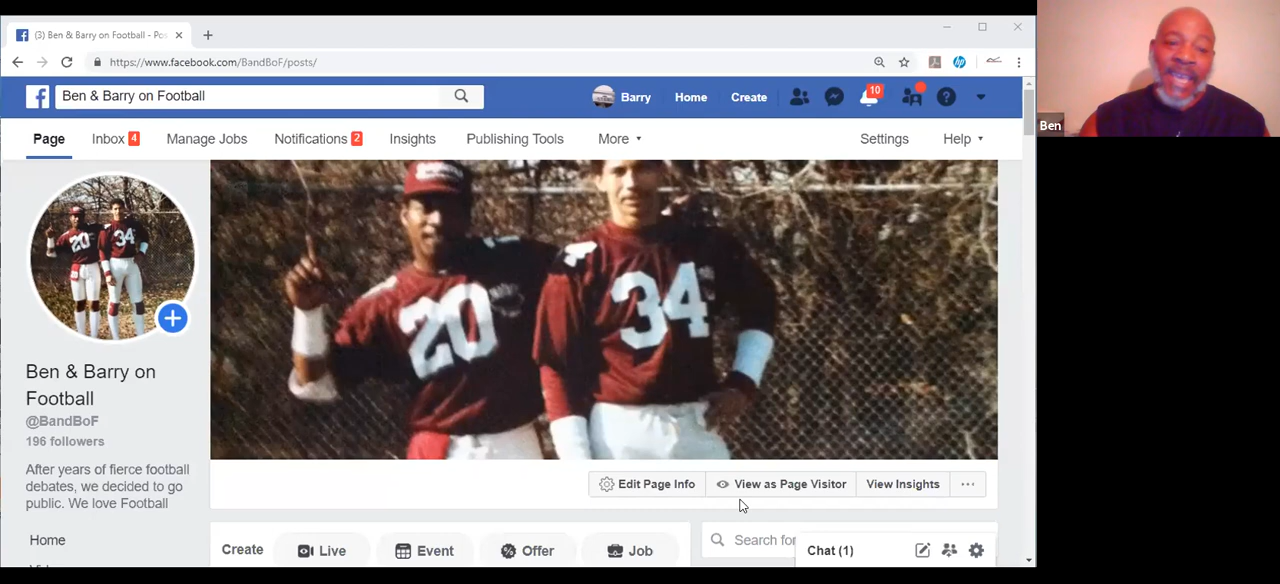 (3) Ben & Barry on Football - Pos
https://www.facebook.com/BandBoF/posts/
Ben & Barry on Football
Barry Home Create 10
Page Inbox 4 Manage Jobs Notifications 2 Insights Publishing Tools More Settings Help
20 34
20 34
Ben & Barry on
Football
@BandBoF
196 followers
After years of fierce football
debates, we decided to go
public. We love Football
Home
Edit Page Info View as Page Visitor View Insights ...
Create Live Event Offer Job
Search for
Chat (1)
Ben